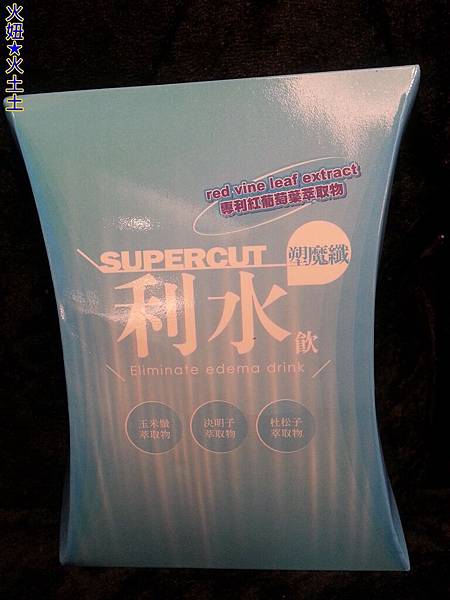 火妞★火土土
red vine leaf extract
專利紅葡萄葉萃取物
SUPERCUT 塑魔纖
利水飲
Eliminate edema drink
玉米鬚 決明子 杜松子
萃取物 萃取物 萃取物